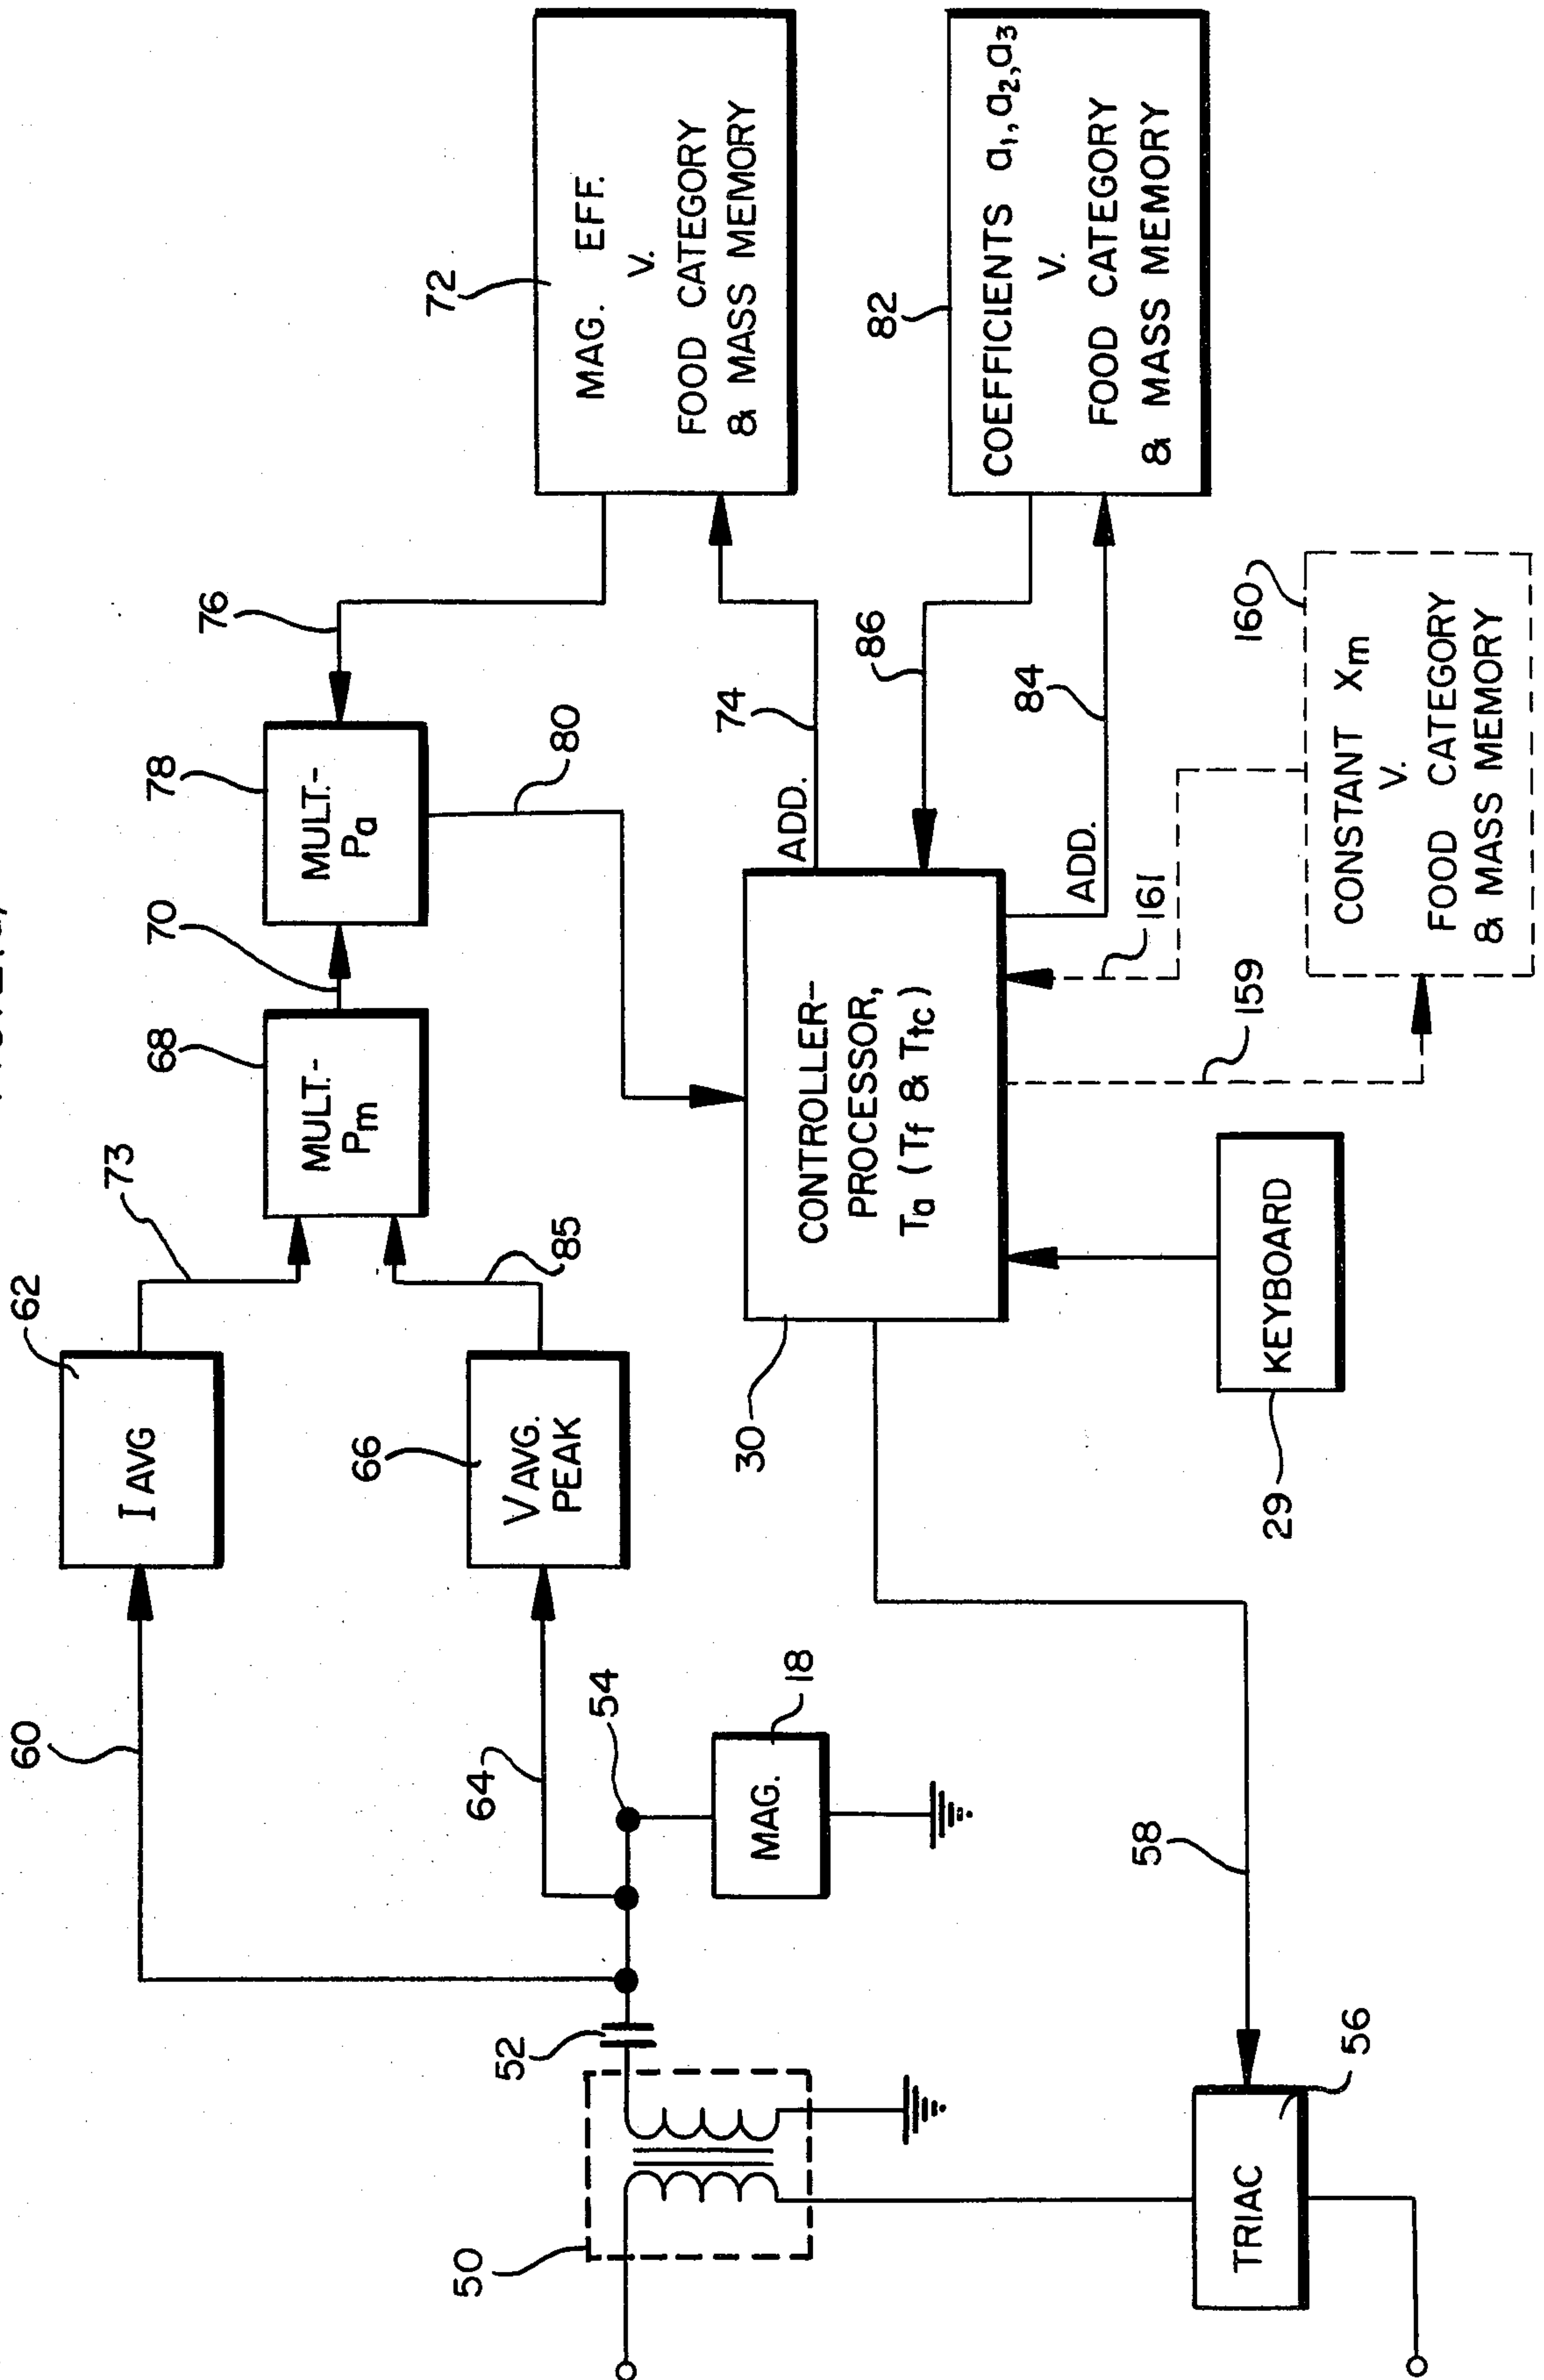 60
62
I AVG
73
64
66
V AVG.
PEAK
85
68
MULT.-
Pm
70
78
MULT.-
Pa
76
80
72
MAG. EFF.
V.
FOOD CATEGORY
& MASS MEMORY
74
ADD.
82
COEFFICIENTS a1, a2, a3
V.
FOOD CATEGORY
& MASS MEMORY
86
84
ADD.
50
52
54
MAG.
18
30
CONTROLLER-
PROCESSOR,
Ta (Tf & Ttc)
161
159
160
CONSTANT Xm
V.
FOOD CATEGORY
& MASS MEMORY
KEYBOARD
29
58
TRIAC
56